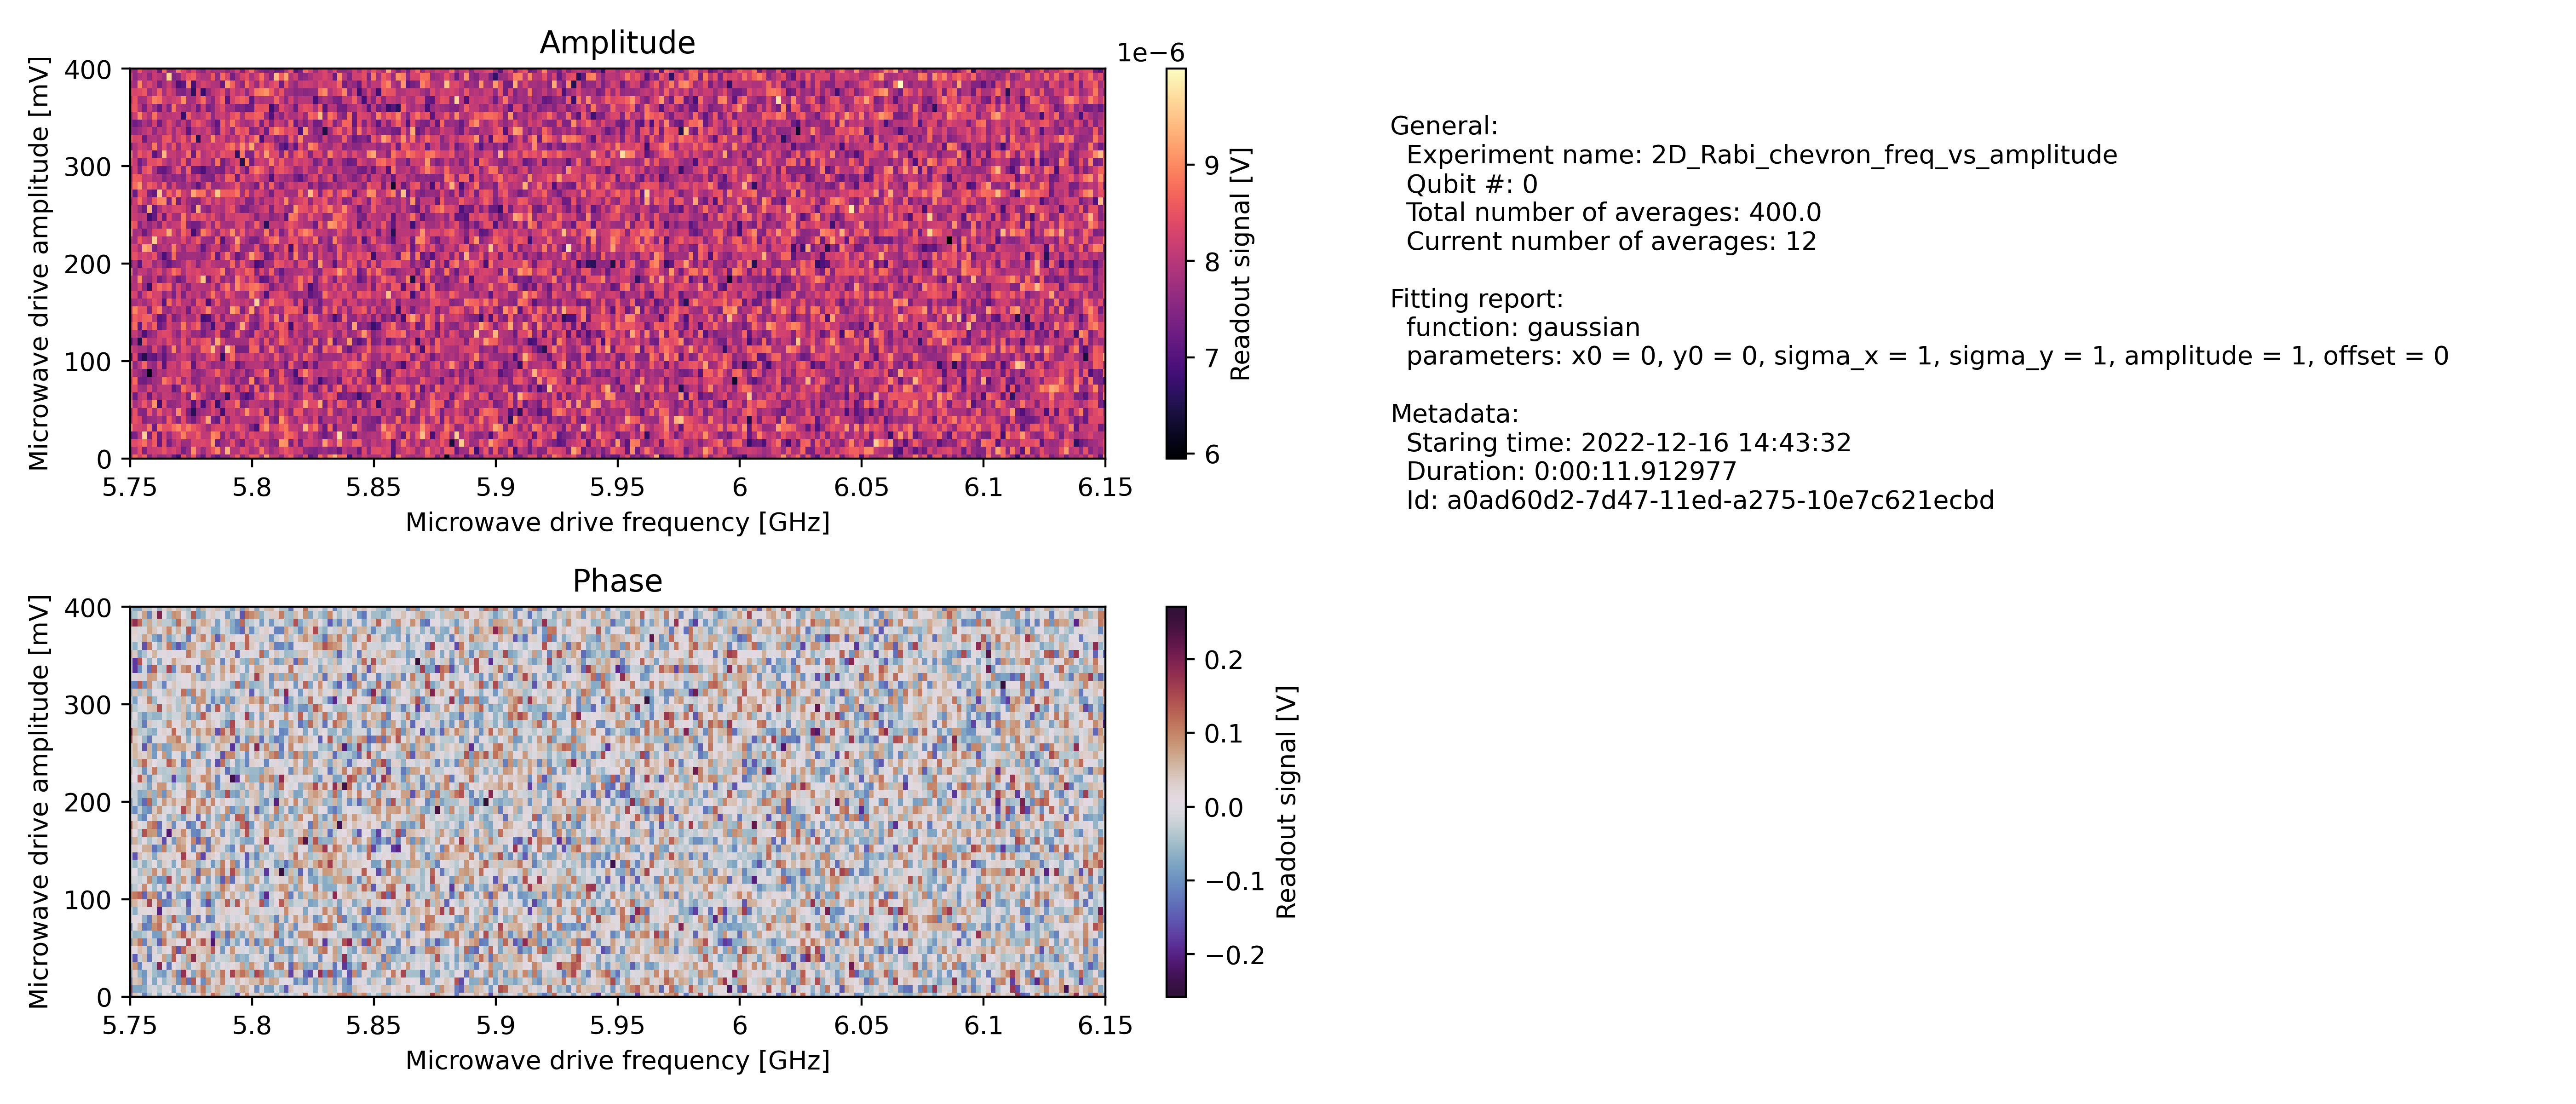 Amplitude
1e−6
Microwave drive amplitude [mV]
400
300
200
100
0
5.75 5.8 5.85 5.9 5.95 6 6.05 6.1 6.15
Microwave drive frequency [GHz]
9
8
7
6
Readout signal [V]
General:
Experiment name: 2D_Rabi_chevron_freq_vs_amplitude
Qubit #: 0
Total number of averages: 400.0
Current number of averages: 12
Fitting report:
function: gaussian
parameters: x0 = 0, y0 = 0, sigma_x = 1, sigma_y = 1, amplitude = 1, offset = 0
Metadata:
Staring time: 2022-12-16 14:43:32
Duration: 0:00:11.912977
Id: a0ad60d2-7d47-11ed-a275-10e7c621ecbd
Phase
Microwave drive amplitude [mV]
400
300
200
100
0
5.75 5.8 5.85 5.9 5.95 6 6.05 6.1 6.15
Microwave drive frequency [GHz]
0.2
0.1
0.0
−0.1
−0.2
Readout signal [V]